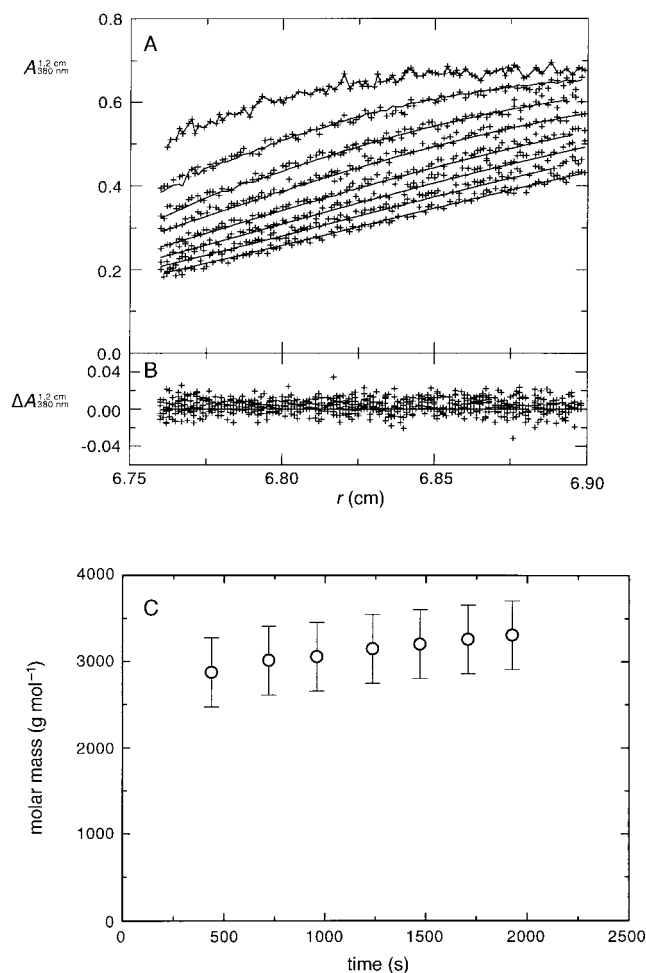 0.8
A
A 1.2 cm 380 nm
0.6
0.4
0.2
0.0
B
0.04
ΔA 1.2 cm 380 nm
0.00
-0.04
6.75 6.80 6.85 6.90
r (cm)
4000
C
3000
molar mass (g mol⁻¹)
2000
1000
0
0 500 1000 1500 2000 2500
time (s)